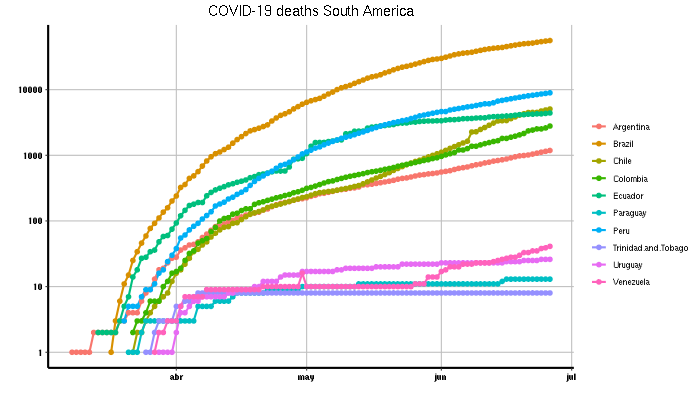 COVID-19 deaths South America
10000
1000
100
10
1
abr
may
jun
jul
Argentina
Brazil
Chile
Colombia
Ecuador
Paraguay
Peru
Trinidad.and.Tobago
Uruguay
Venezuela